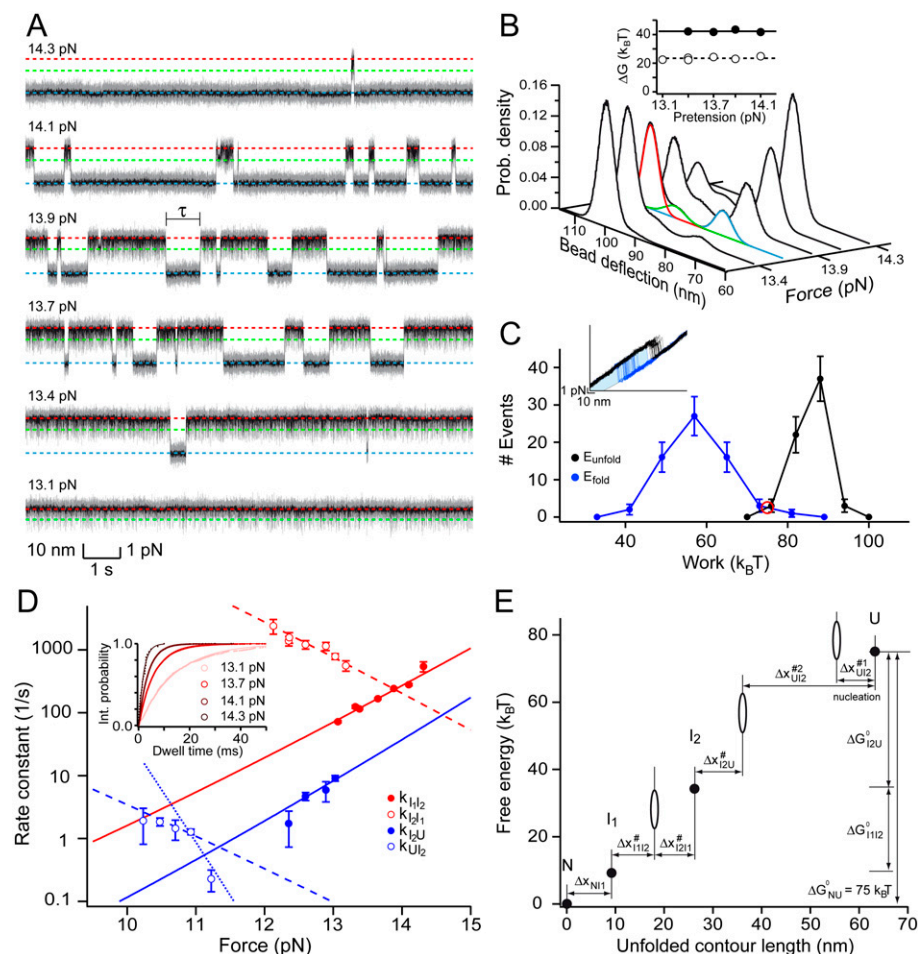 A
14.3 pN
14.1 pN
13.9 pN
τ
13.7 pN
13.4 pN
13.1 pN
10 nm 1 pN
1 s
B
ΔG (kBT)
40
20
0
13.1 13.7 14.1
Pretension (pN)
Prob. density
0.16
0.12
0.08
0.04
0.00
110
100
90
80
70
60
Bead deflection (nm)
13.4
13.9
14.3
Force (pN)
C
# Events
40
30
20
10
0
1 pN
10 nm
Eunfold
Efold
40 60 80 100
Work (kBT)
D
Rate constant (1/s)
1000
100
10
1
0.1
Int. probability
1.0
0.0
0 10 20 30 40
Dwell time (ms)
13.1 pN
13.7 pN
14.1 pN
14.3 pN
kI1I2
kI2I1
kI2U
kUI2
10 11 12 13 14 15
Force (pN)
E
Free energy (kBT)
80
60
40
20
0
N
I1
I2
U
ΔxNI1
Δx#I1I2
Δx#I2I1
Δx#I2U
Δx#2UI2
Δx#1UI2
nucleation
ΔG0I2U
ΔG0I1I2
ΔG0NU = 75 kBT
0 10 20 30 40 50 60 70
Unfolded contour length (nm)